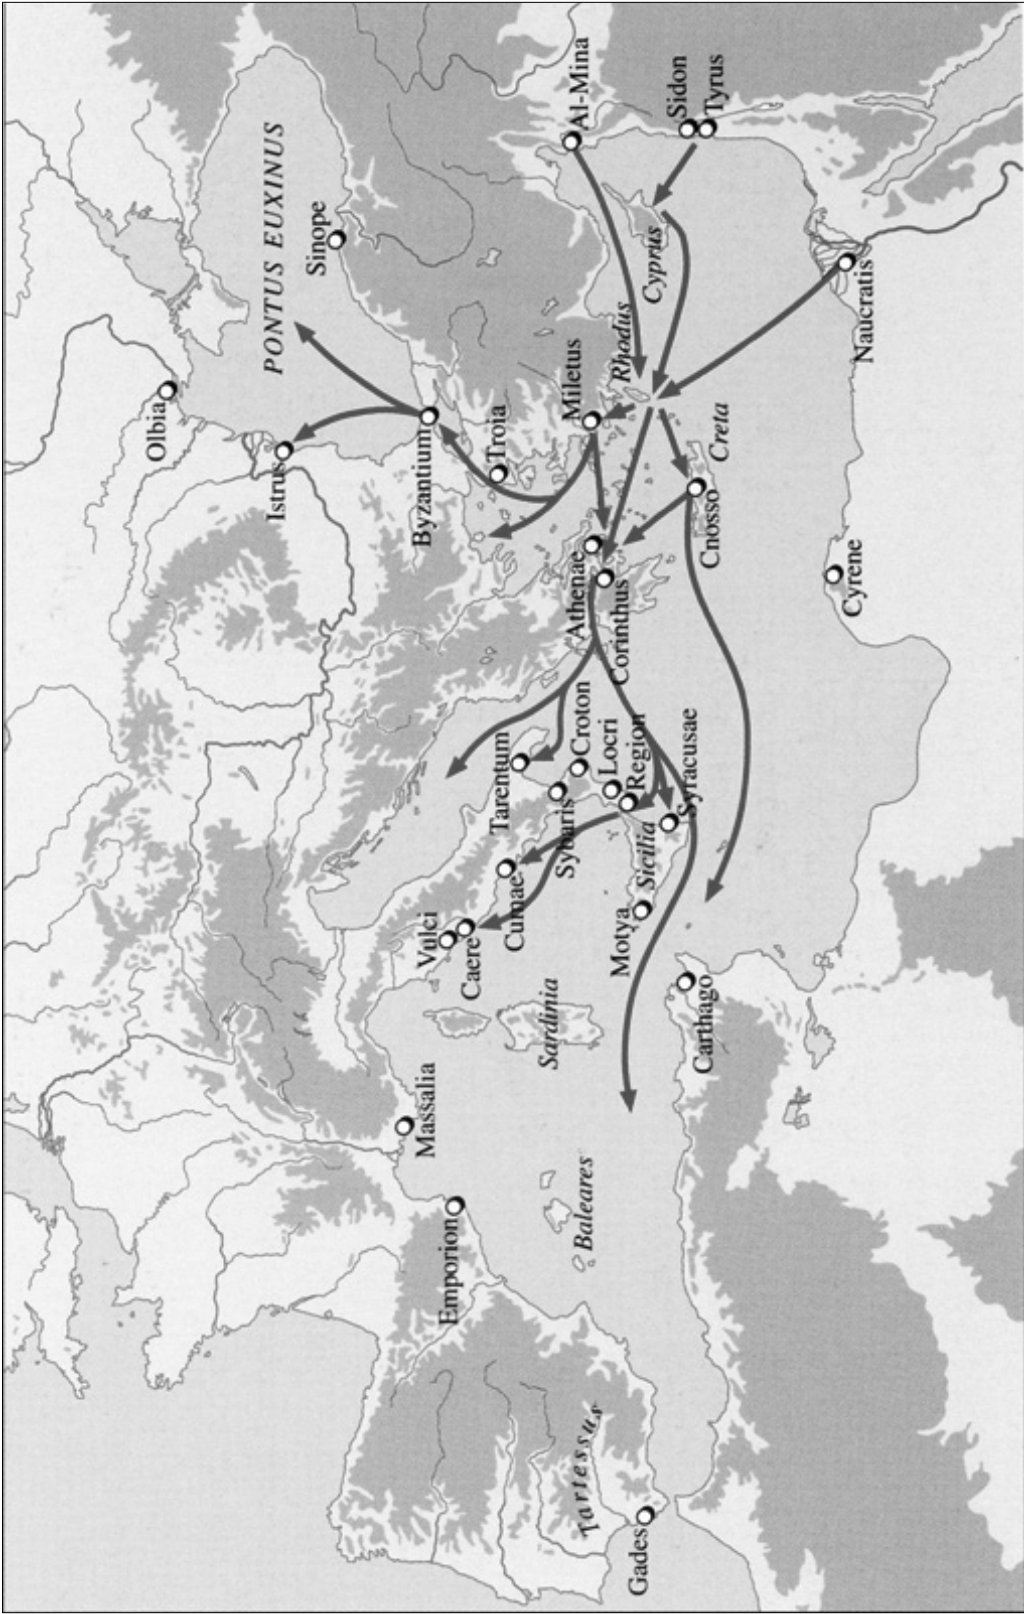 Olbia
Istrus
PONTUS EUXINUS
Sinope
Byzantium
Troia
Miletus
Rhodus
Cyprus
Al-Mina
Sidon
Tyrus
Naucratis
Creta
Cnosso
Cyrene
Athenae
Corinthus
Tarentum
Croton
Locri
Region
Sybaris
Syracusae
Sicilia
Motya
Cumae
Vulci
Caere
Sardinia
Carthago
Massalia
Emporion
Baleares
Tartessus
Gades